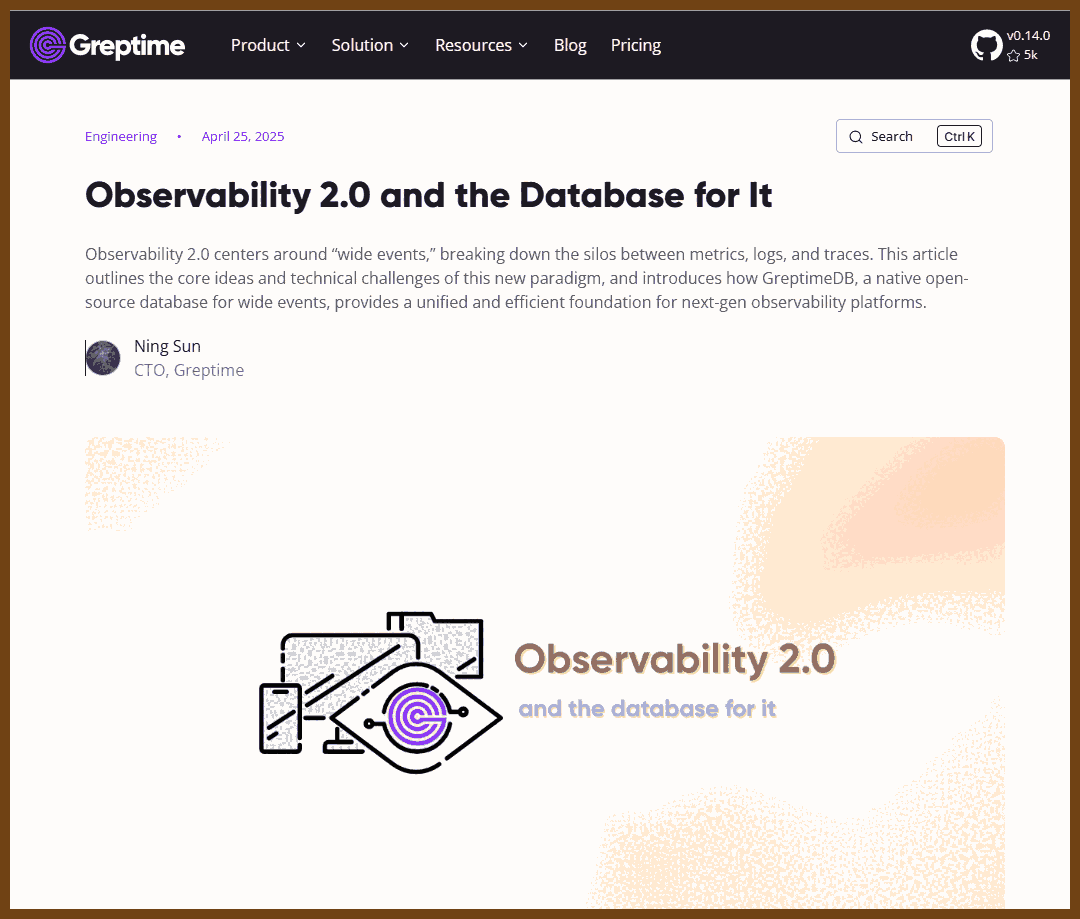 Greptime
Product Solution Resources Blog Pricing
v0.14.0
5k
Engineering • April 25, 2025
Search Ctrl K
Observability 2.0 and the Database for It
Observability 2.0 centers around “wide events,” breaking down the silos between metrics, logs, and traces. This article
outlines the core ideas and technical challenges of this new paradigm, and introduces how GreptimeDB, a native open-
source database for wide events, provides a unified and efficient foundation for next-gen observability platforms.
Ning Sun
CTO, Greptime
Observability 2.0
and the database for it